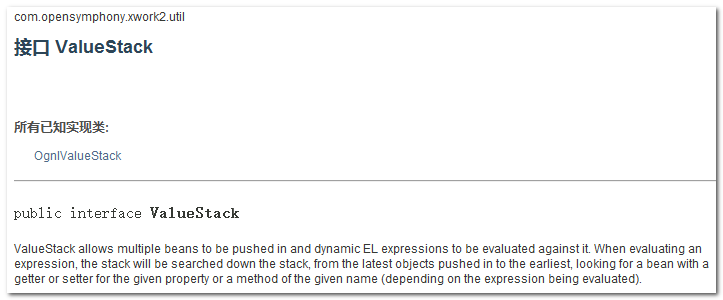 com.opensymphony.xwork2.util
接口 ValueStack
所有已知实现类:
OgnlValueStack
public interface ValueStack
ValueStack allows multiple beans to be pushed in and dynamic EL expressions to be evaluated against it. When evaluating an
expression, the stack will be searched down the stack, from the latest objects pushed in to the earliest, looking for a bean with a
getter or setter for the given property or a method of the given name (depending on the expression being evaluated).